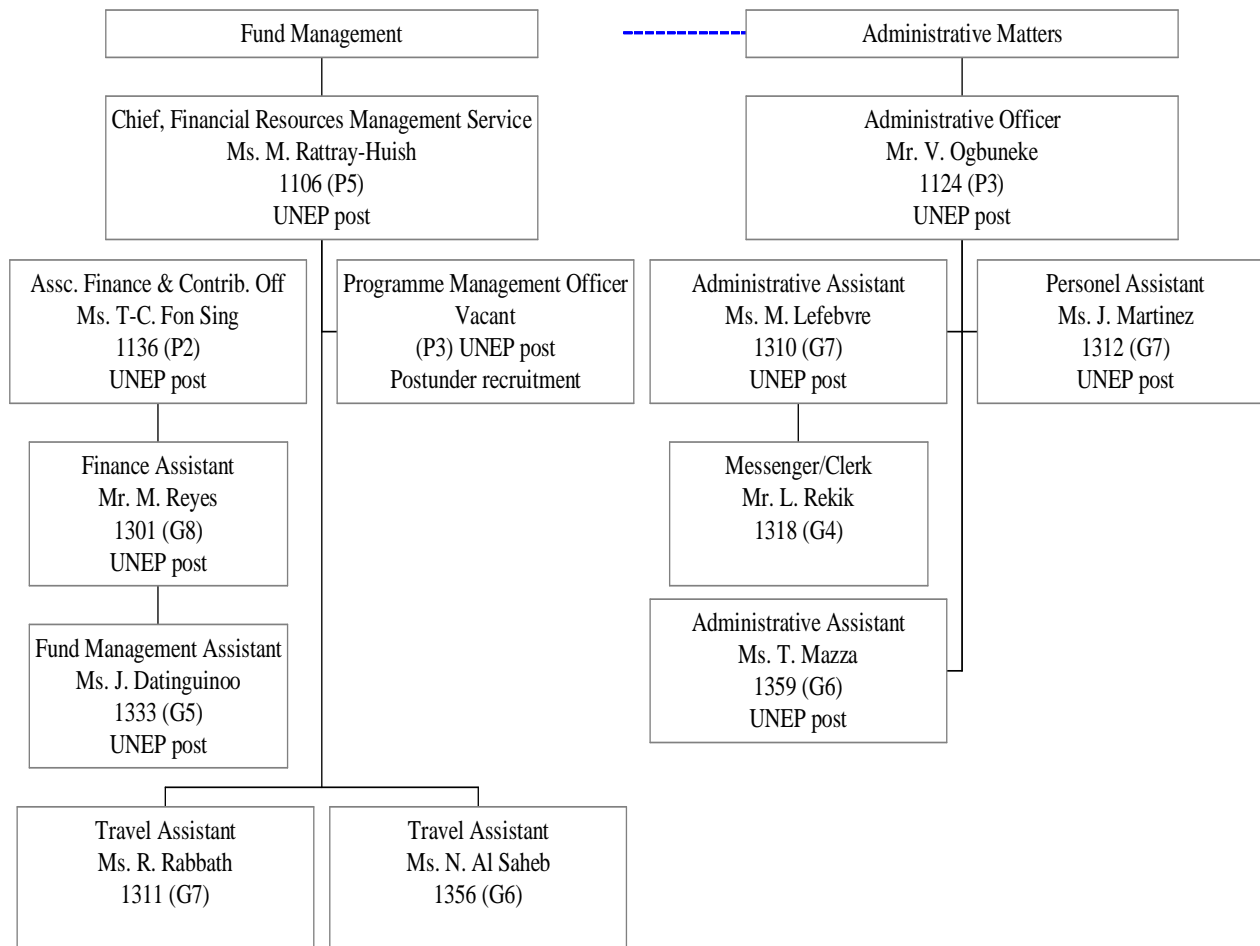 Fund Management
Chief, Financial Resources Management Service
Ms. M. Rattray-Huish
1106 (P5)
UNEP post
Assc. Finance & Contrib. Off
Ms. T-C. Fon Sing
1136 (P2)
UNEP post
Programme Management Officer
Vacant
(P3) UNEP post
Postunder recruitment
Finance Assistant
Mr. M. Reyes
1301 (G8)
UNEP post
Fund Management Assistant
Ms. J. Datinguinoo
1333 (G5)
UNEP post
Travel Assistant
Ms. R. Rabbath
1311 (G7)
Travel Assistant
Ms. N. Al Saheb
1356 (G6)
Administrative Matters
Administrative Officer
Mr. V. Ogbuneke
1124 (P3)
UNEP post
Administrative Assistant
Ms. M. Lefebvre
1310 (G7)
UNEP post
Personel Assistant
Ms. J. Martinez
1312 (G7)
UNEP post
Messenger/Clerk
Mr. L. Rekik
1318 (G4)
Administrative Assistant
Ms. T. Mazza
1359 (G6)
UNEP post